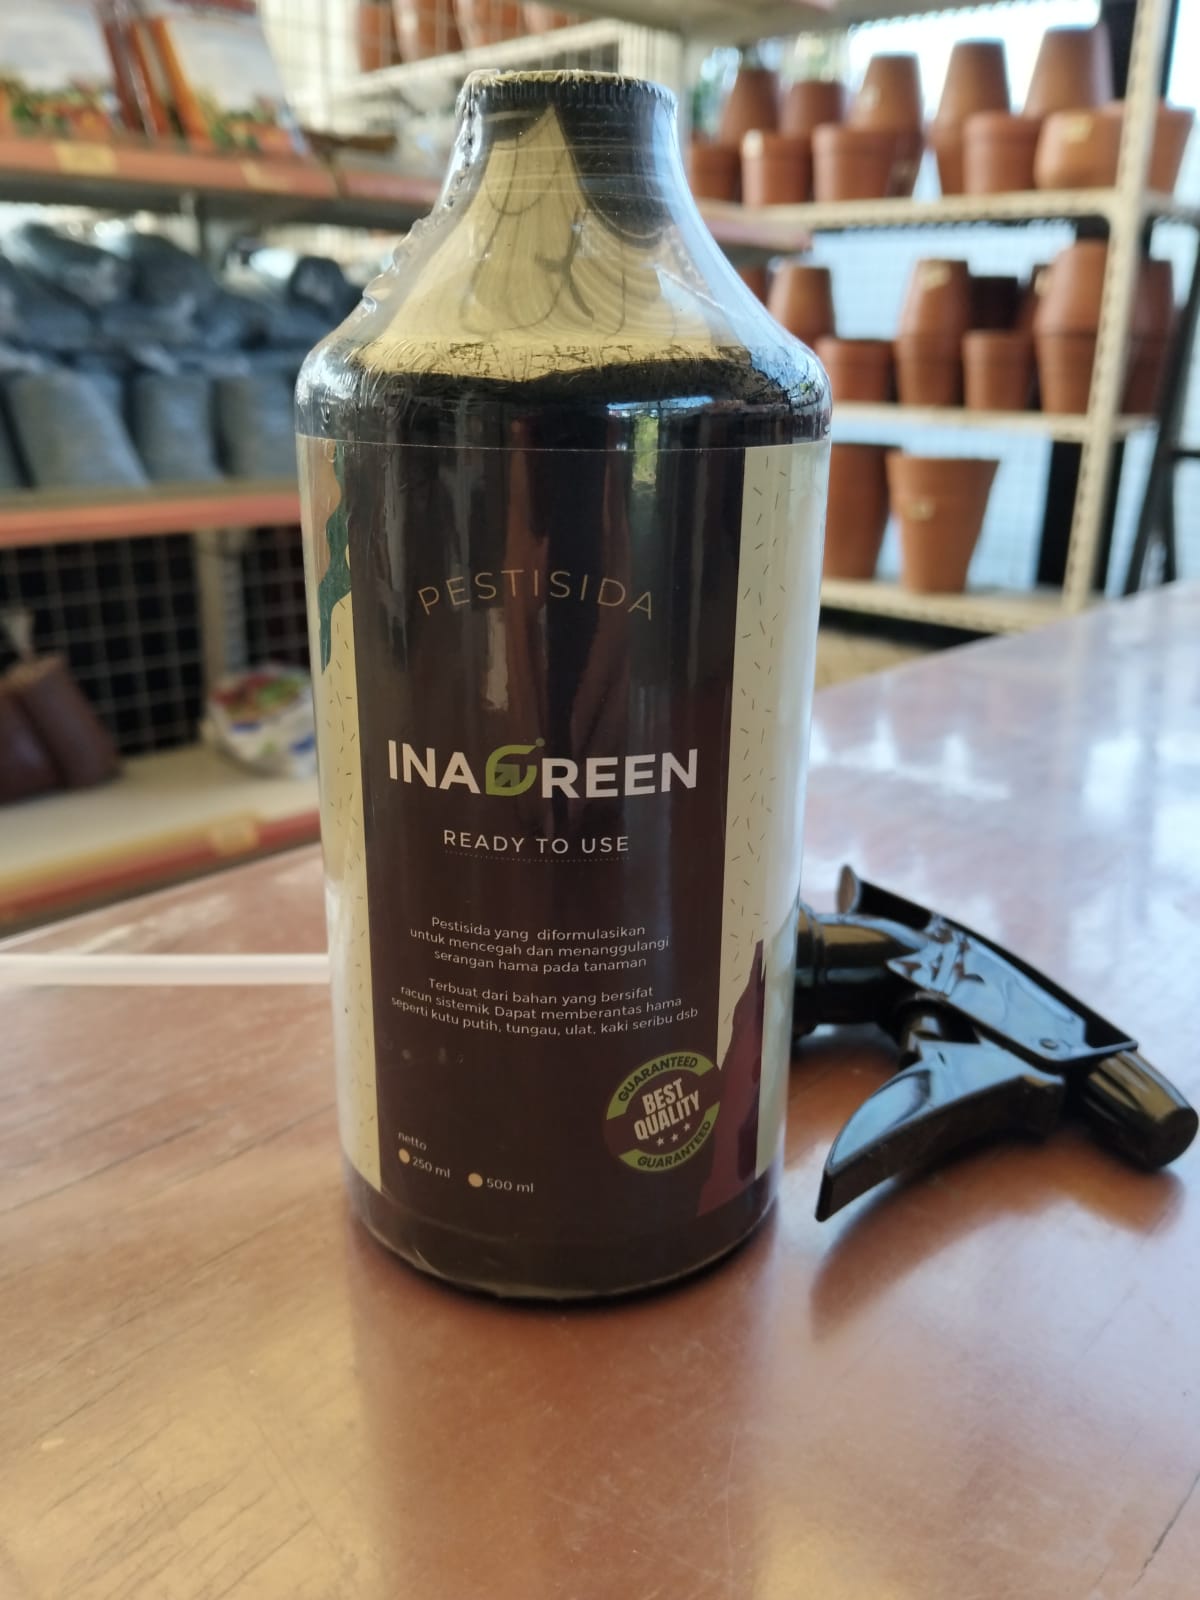 PESTISIDA
INAGREEN
READY TO USE
Pestisida yang diformulasikan
untuk mencegah dan menanggulangi
serangan hama pada tanaman
Terbuat dari bahan yang bersifat
racun sistemik Dapat memberantas hama
seperti kutu putih, tungau, ulat, kaki seribu dsb
GUARANTEED
BEST
QUALITY
GUARANTEED
netto
250 ml 500 ml